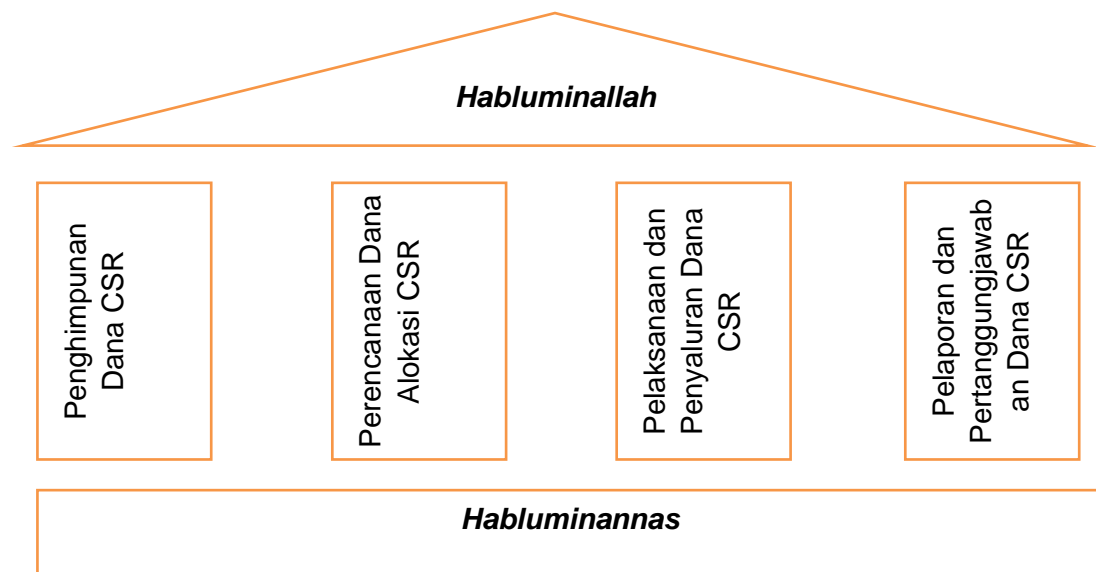 Habluminallah
Penghimpunan
Dana CSR
Perencanaan Dana
Alokasi CSR
Pelaksanaan dan
Penyaluran Dana
CSR
Pelaporan dan
Pertanggungjawab
an Dana CSR
Habluminannas